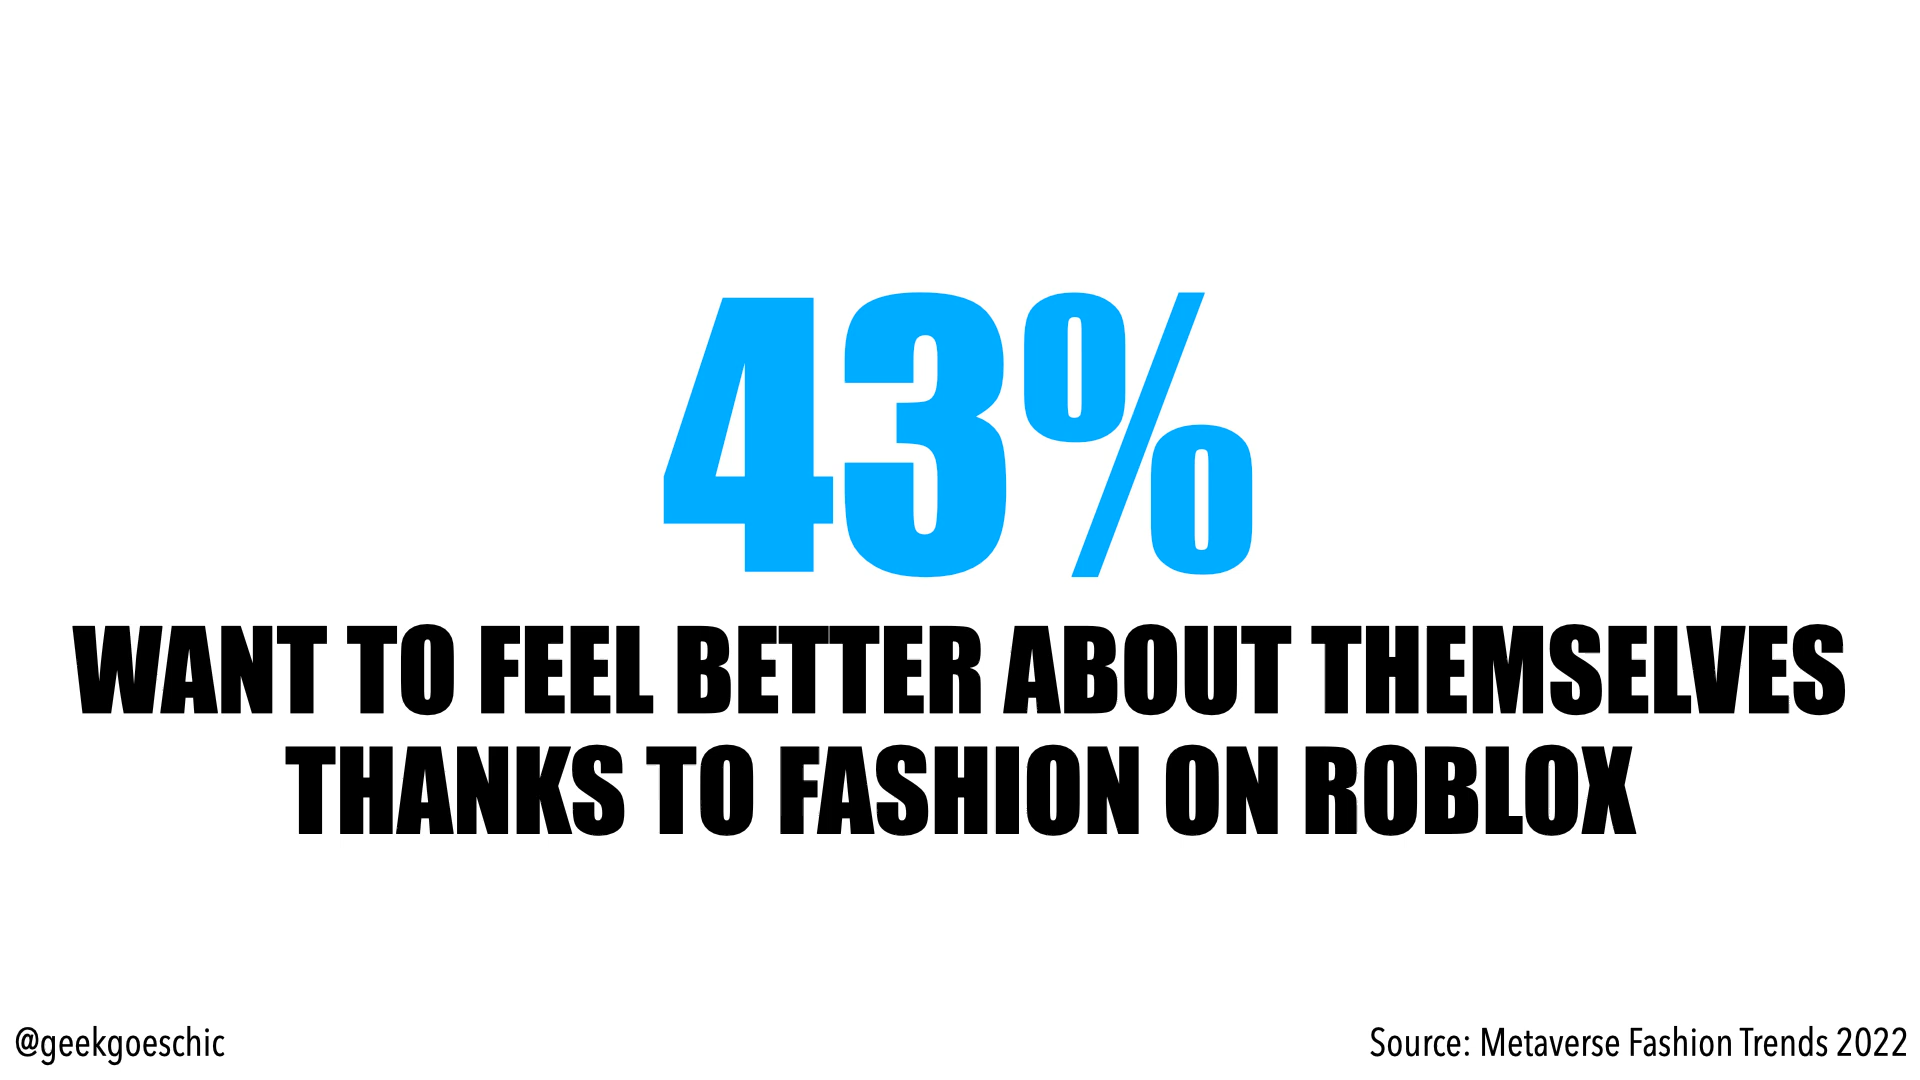 43%
WANT TO FEEL BETTER ABOUT THEMSELVES
THANKS TO FASHION ON ROBLOX
@geekgoeschic
Source: Metaverse Fashion Trends 2022